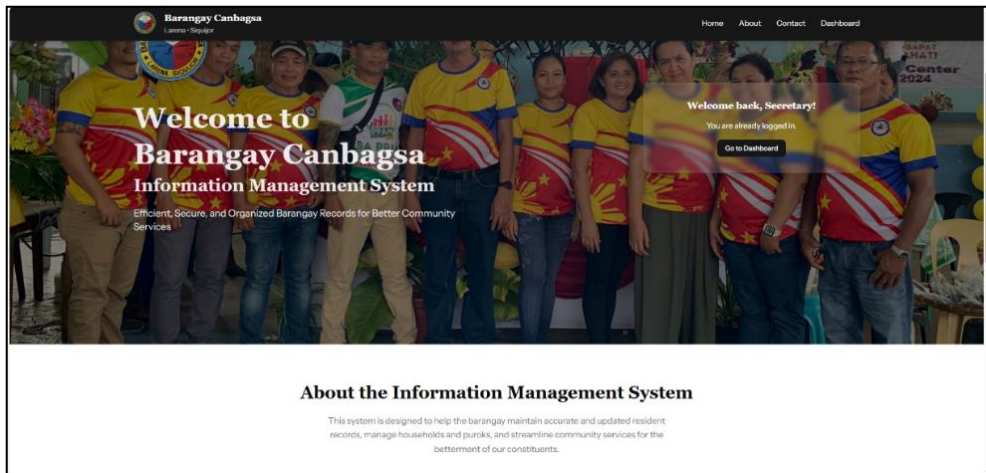 Barangay Canbagsa
Larena • Siquijor
Home About Contact Dashboard
SAPAT
Center
2024
Welcome to
Barangay Canbagsa
Information Management System
Efficient, Secure, and Organized Barangay Records for Better Community
Services
Welcome back, Secretary!
You are already logged in.
Go to Dashboard
About the Information Management System
This system is designed to help the barangay maintain accurate and updated resident
records, manage households and puroks, and streamline community services for the
betterment of our constituents.